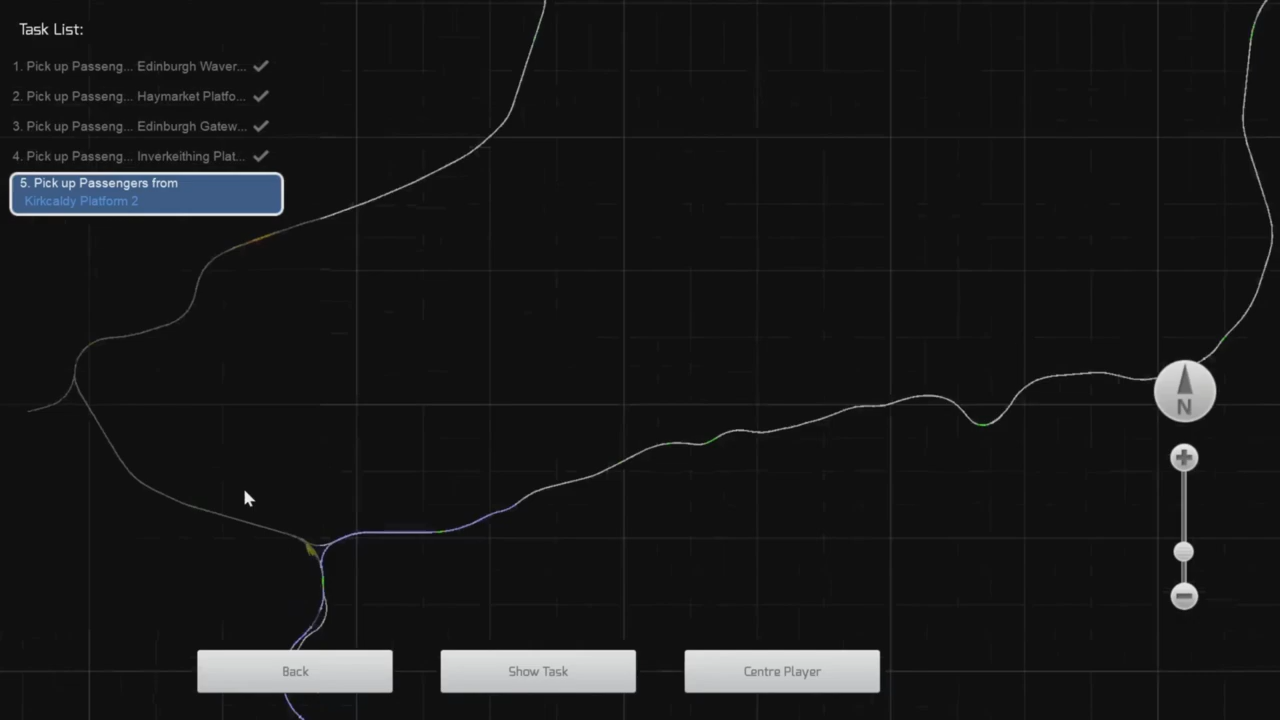 Task List:
1. Pick up Passeng... Edinburgh Waver...
2. Pick up Passeng... Haymarket Platfo...
3. Pick up Passeng... Edinburgh Gatew...
4. Pick up Passeng... Inverkeithing Plat...
5. Pick up Passengers from
Kirkcaldy Platform 2
N
Back
Show Task
Centre Player